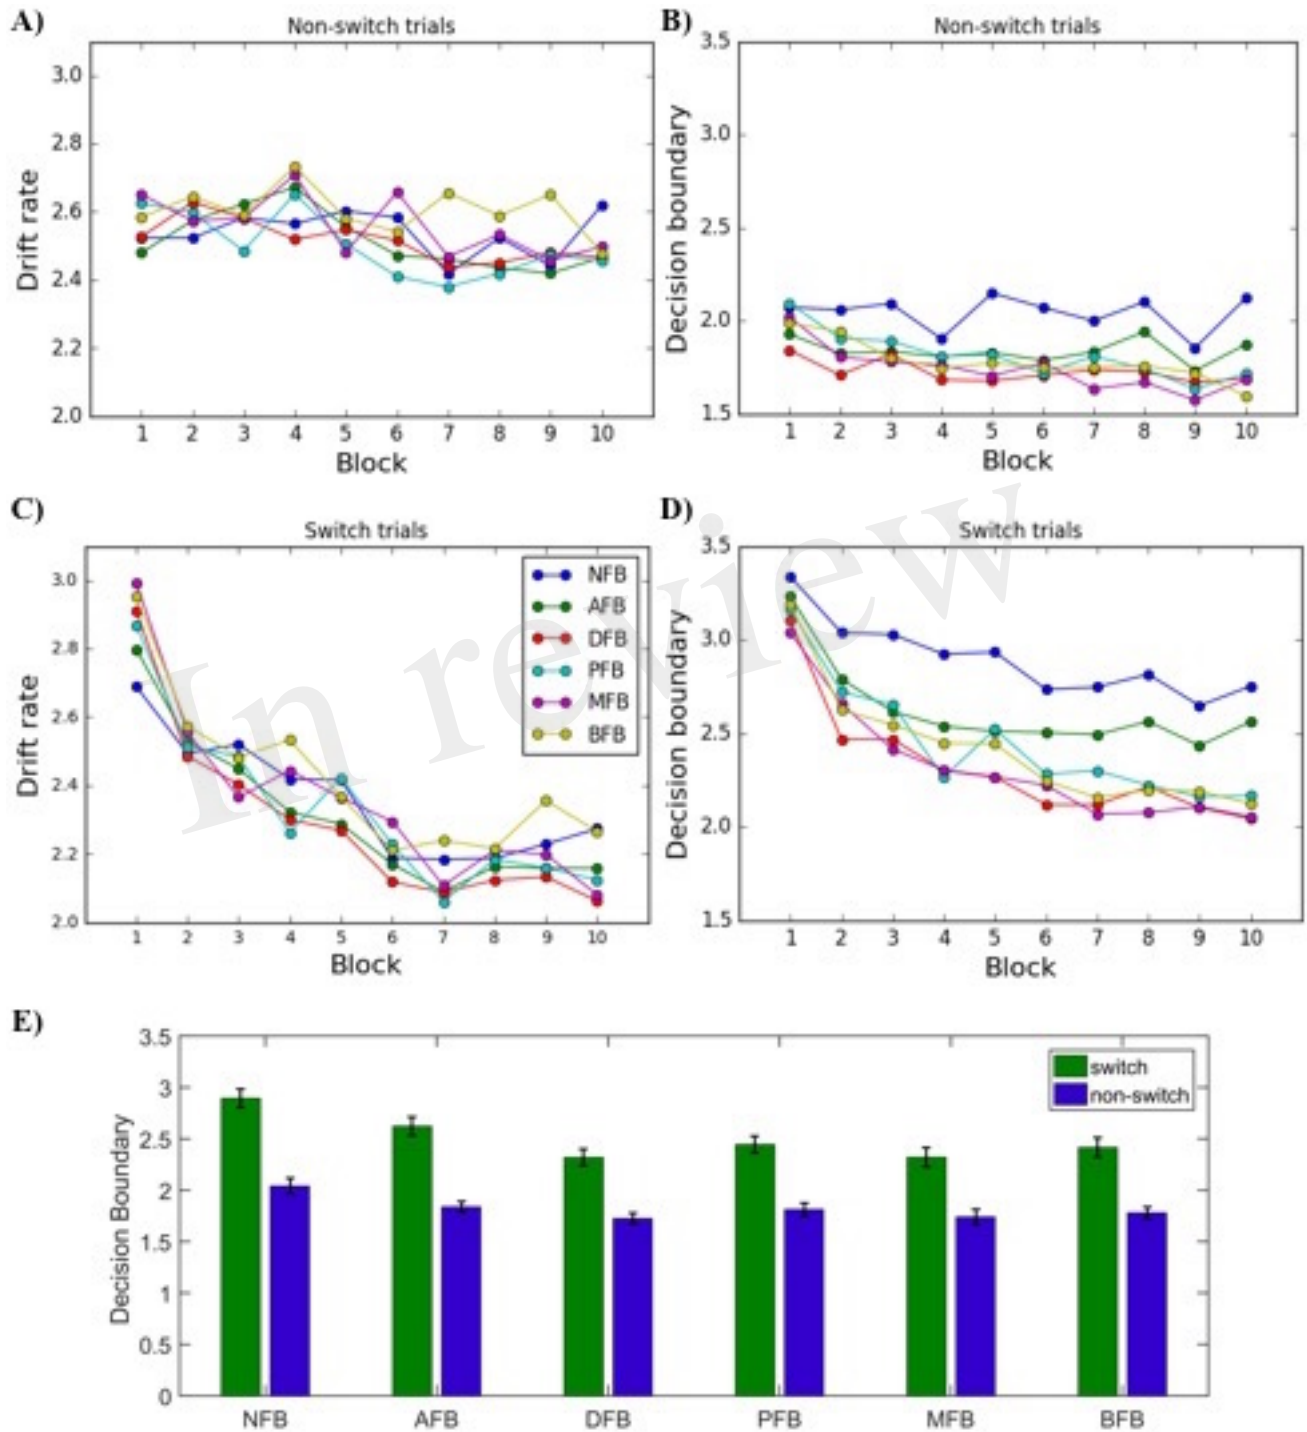 A)
Non-switch trials
Drift rate
3.0
2.8
2.6
2.4
2.2
2.0
1 2 3 4 5 6 7 8 9 10
Block
B)
Non-switch trials
Decision boundary
3.5
3.0
2.5
2.0
1.5
1 2 3 4 5 6 7 8 9 10
Block
C)
Switch trials
Drift rate
3.0
2.8
2.6
2.4
2.2
2.0
NFB
AFB
DFB
PFB
MFB
BFB
1 2 3 4 5 6 7 8 9 10
Block
D)
Switch trials
Decision boundary
3.5
3.0
2.5
2.0
1.5
1 2 3 4 5 6 7 8 9 10
Block
In review
E)
Decision Boundary
3.5
3
2.5
2
1.5
1
0.5
0
switch
non-switch
NFB AFB DFB PFB MFB BFB